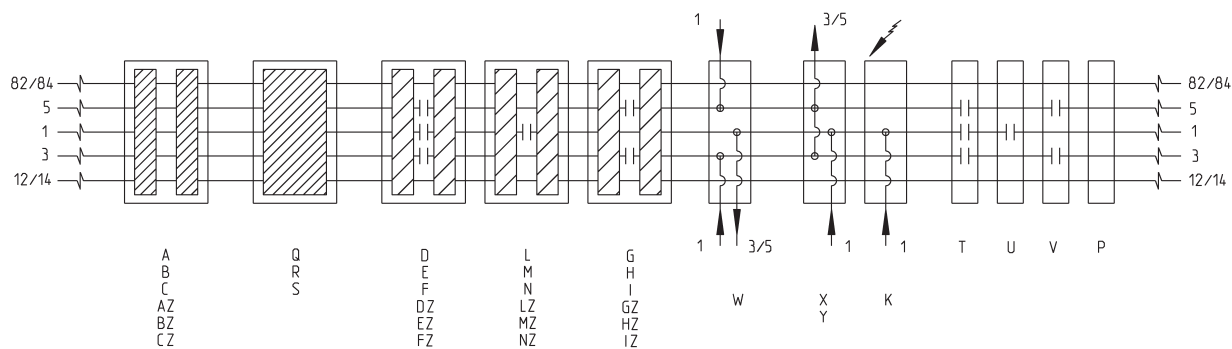 1
3/5
82/84
82/84
5
5
1
1
3
3
12/14
12/14
1
3/5
1
1
T
U
V
P
A
B
C
AZ
BZ
CZ
Q
R
S
D
E
F
DZ
EZ
FZ
L
M
N
LZ
MZ
NZ
G
H
I
GZ
HZ
IZ
W
X
Y
K